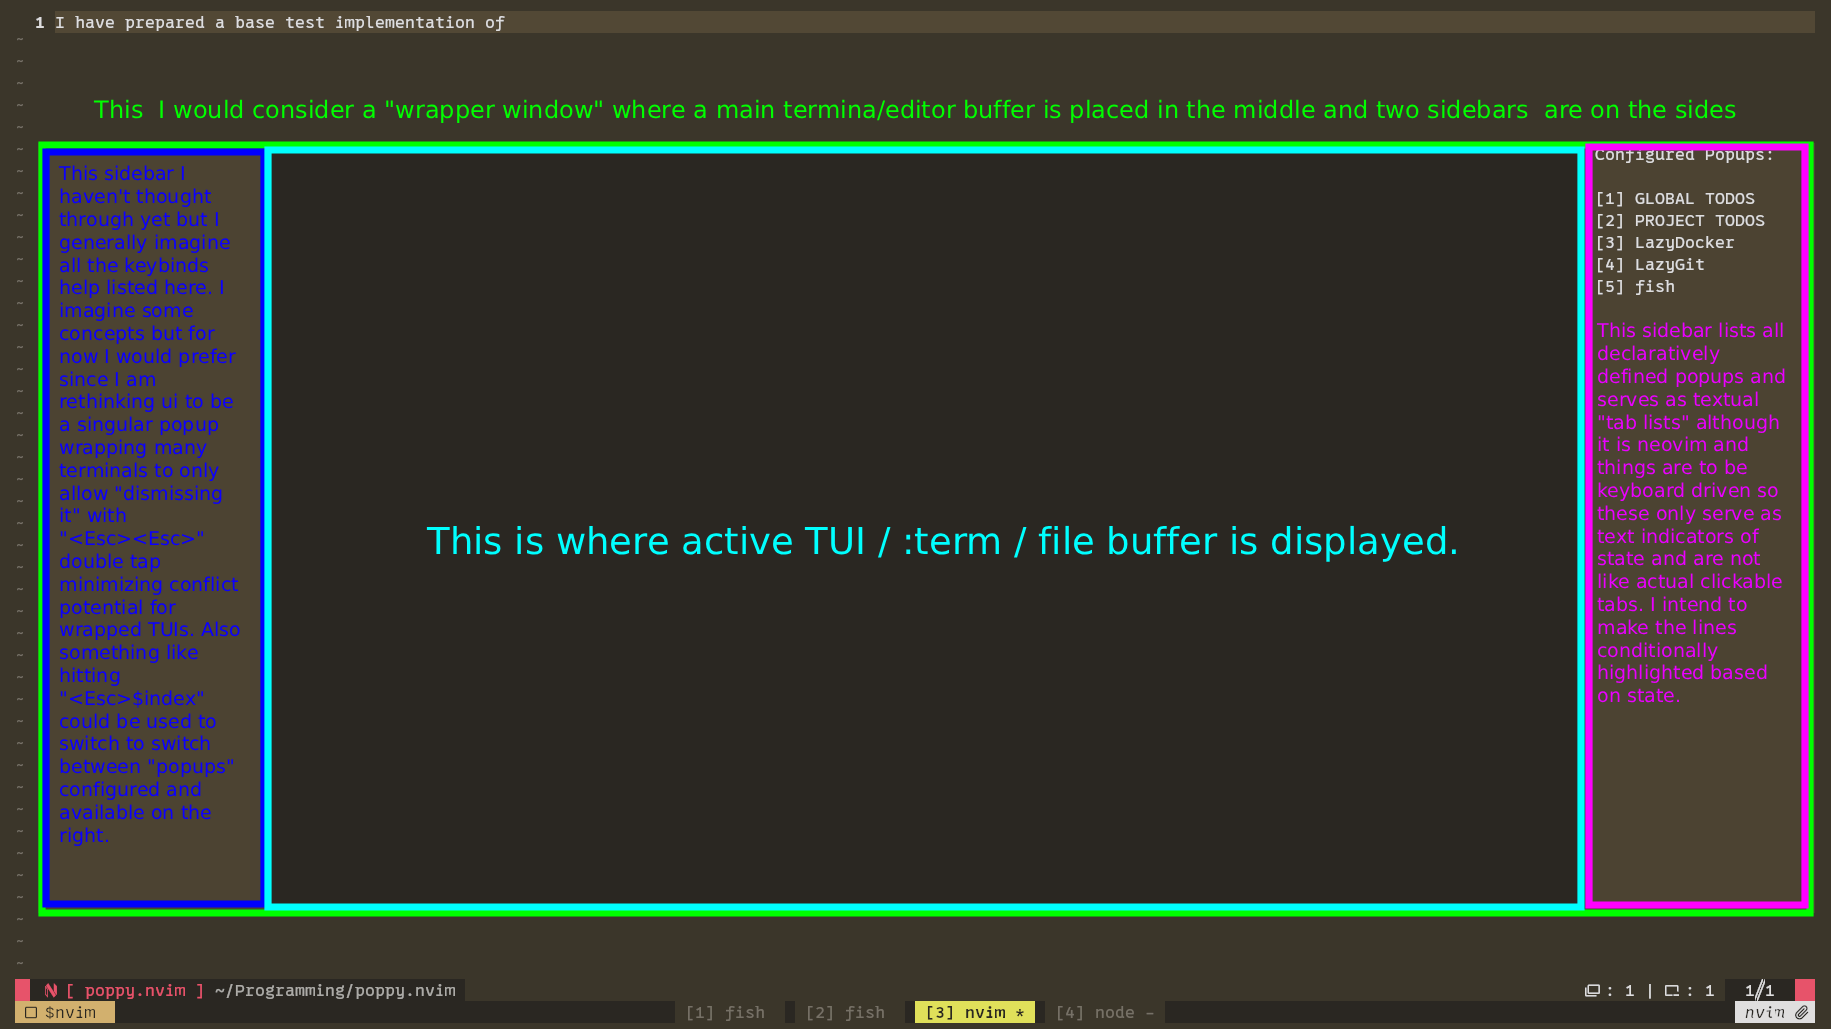 1 I have prepared a base test implementation of
This  I would consider a "wrapper window" where a main termina/editor buffer is placed in the middle and two sidebars  are on the sides
This sidebar I
haven't thought
through yet but I
generally imagine
all the keybinds
help listed here. I
imagine some
concepts but for
now I would prefer
since I am
rethinking ui to be
a singular popup
wrapping many
terminals to only
allow "dismissing
it" with
"<Esc><Esc>"
double tap
minimizing conflict
potential for
wrapped TUIs. Also
something like
hitting
"<Esc>$index"
could be used to
switch to switch
between "popups"
configured and
available on the
right.
This is where active TUI / :term / file buffer is displayed.
Configured Popups:
[1] GLOBAL TODOS
[2] PROJECT TODOS
[3] LazyDocker
[4] LazyGit
[5] fish
This sidebar lists all
declaratively
defined popups and
serves as textual
"tab lists" although
it is neovim and
things are to be
keyboard driven so
these only serve as
text indicators of
state and are not
like actual clickable
tabs. I intend to
make the lines
conditionally
highlighted based
on state.
[ poppy.nvim ] ~/Programming/poppy.nvim
: 1 | : 1 1/1
$nvim [1] fish [2] fish [3] nvim * [4] node - nvim